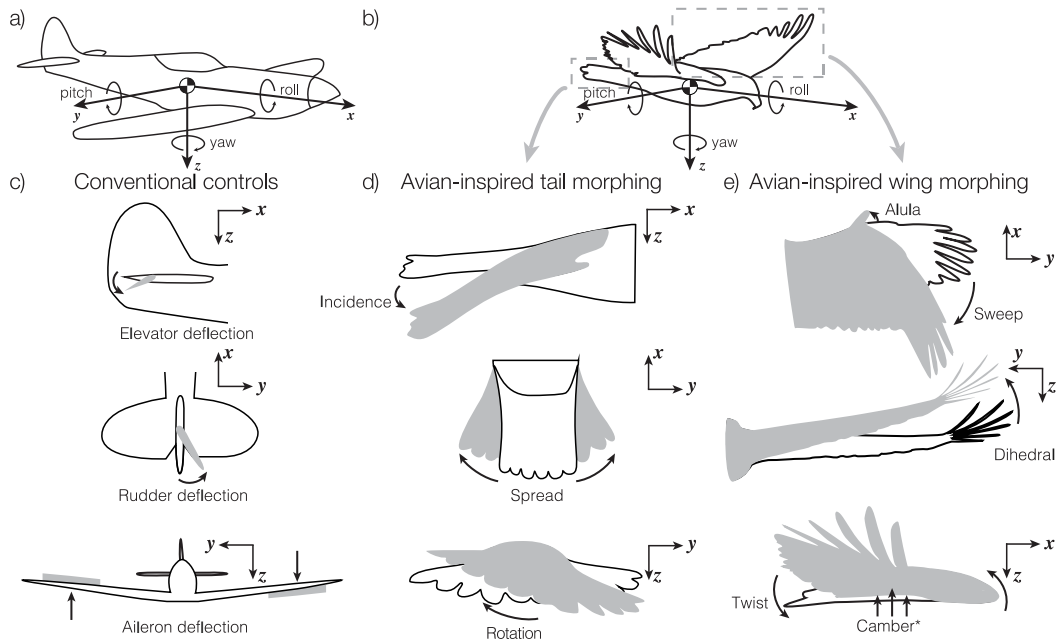 a)
pitch
y
roll
x
yaw
z
b)
pitch
y
roll
x
yaw
z
c) Conventional controls
x
z
Elevator deflection
x
y
Rudder deflection
y
z
Aileron deflection
d) Avian-inspired tail morphing
x
z
Incidence
x
y
Spread
y
z
Rotation
e) Avian-inspired wing morphing
Alula
x
y
Sweep
y
z
Dihedral
x
z
Twist
Camber*